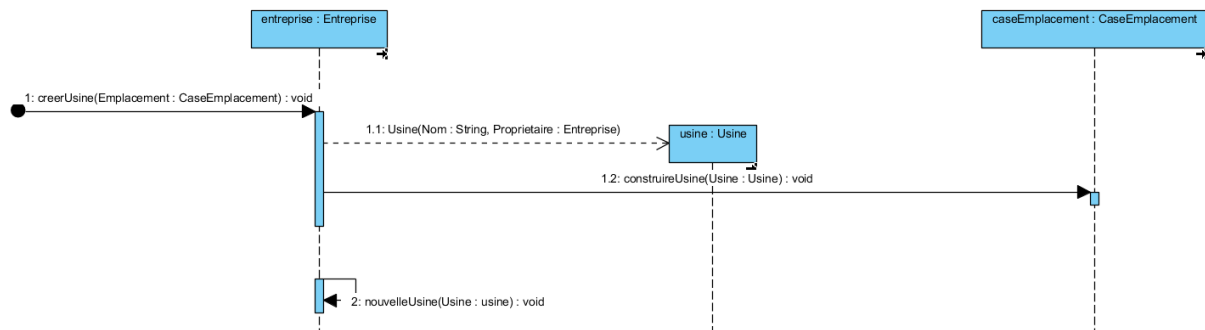 entreprise : Entreprise
caseEmplacement : CaseEmplacement
1: creerUsine(Emplacement : CaseEmplacement) : void
1.1: Usine(Nom : String, Proprietaire : Entreprise)
usine : Usine
1.2: construireUsine(Usine : Usine) : void
2: nouvelleUsine(Usine : usine) : void